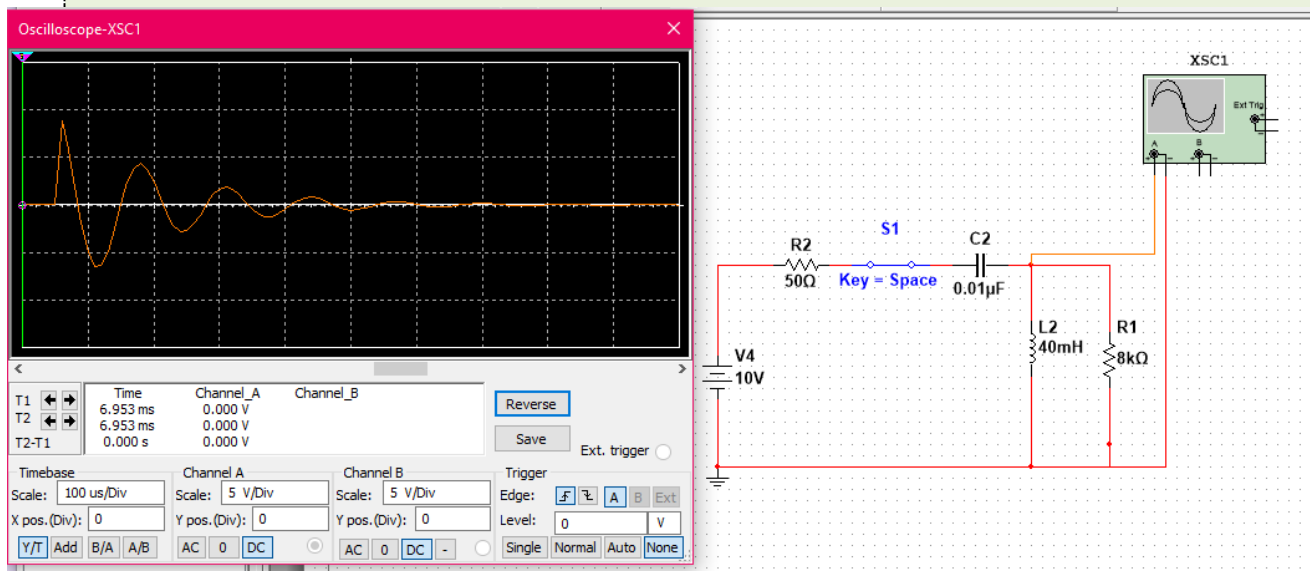 Oscilloscope-XSC1
T1
T2
T2-T1
Time Channel_A Channel_B
6.953 ms 0.000 V
6.953 ms 0.000 V
0.000 s 0.000 V
Reverse
Save
Ext. trigger
Timebase
Scale: 100 us/Div
X pos.(Div): 0
Y/T Add B/A A/B
Channel A
Scale: 5 V/Div
Y pos.(Div): 0
AC 0 DC
Channel B
Scale: 5 V/Div
Y pos.(Div): 0
AC 0 DC -
Trigger
Edge: A B Ext
Level: 0 V
Single Normal Auto None
XSC1
Ext Trig
A B
S1
Key = Space
R2
50Ω
C2
0.01µF
L2
40mH
R1
8kΩ
V4
10V